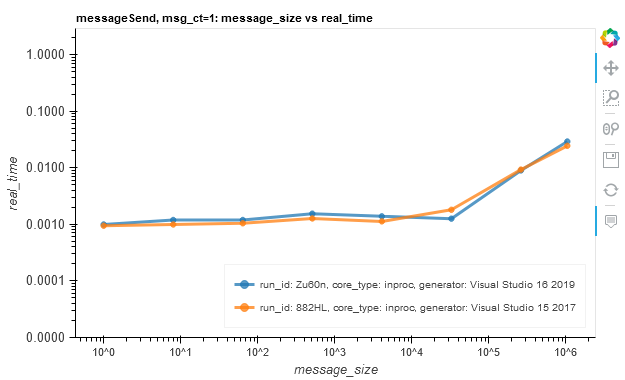 messageSend, msg_ct=1: message_size vs real_time
1.0000
0.1000
0.0100
0.0010
0.0001
0.0000
real_time
run_id: Zu60n, core_type: inproc, generator: Visual Studio 16 2019
run_id: 882HL, core_type: inproc, generator: Visual Studio 15 2017
10^0 10^1 10^2 10^3 10^4 10^5 10^6
message_size